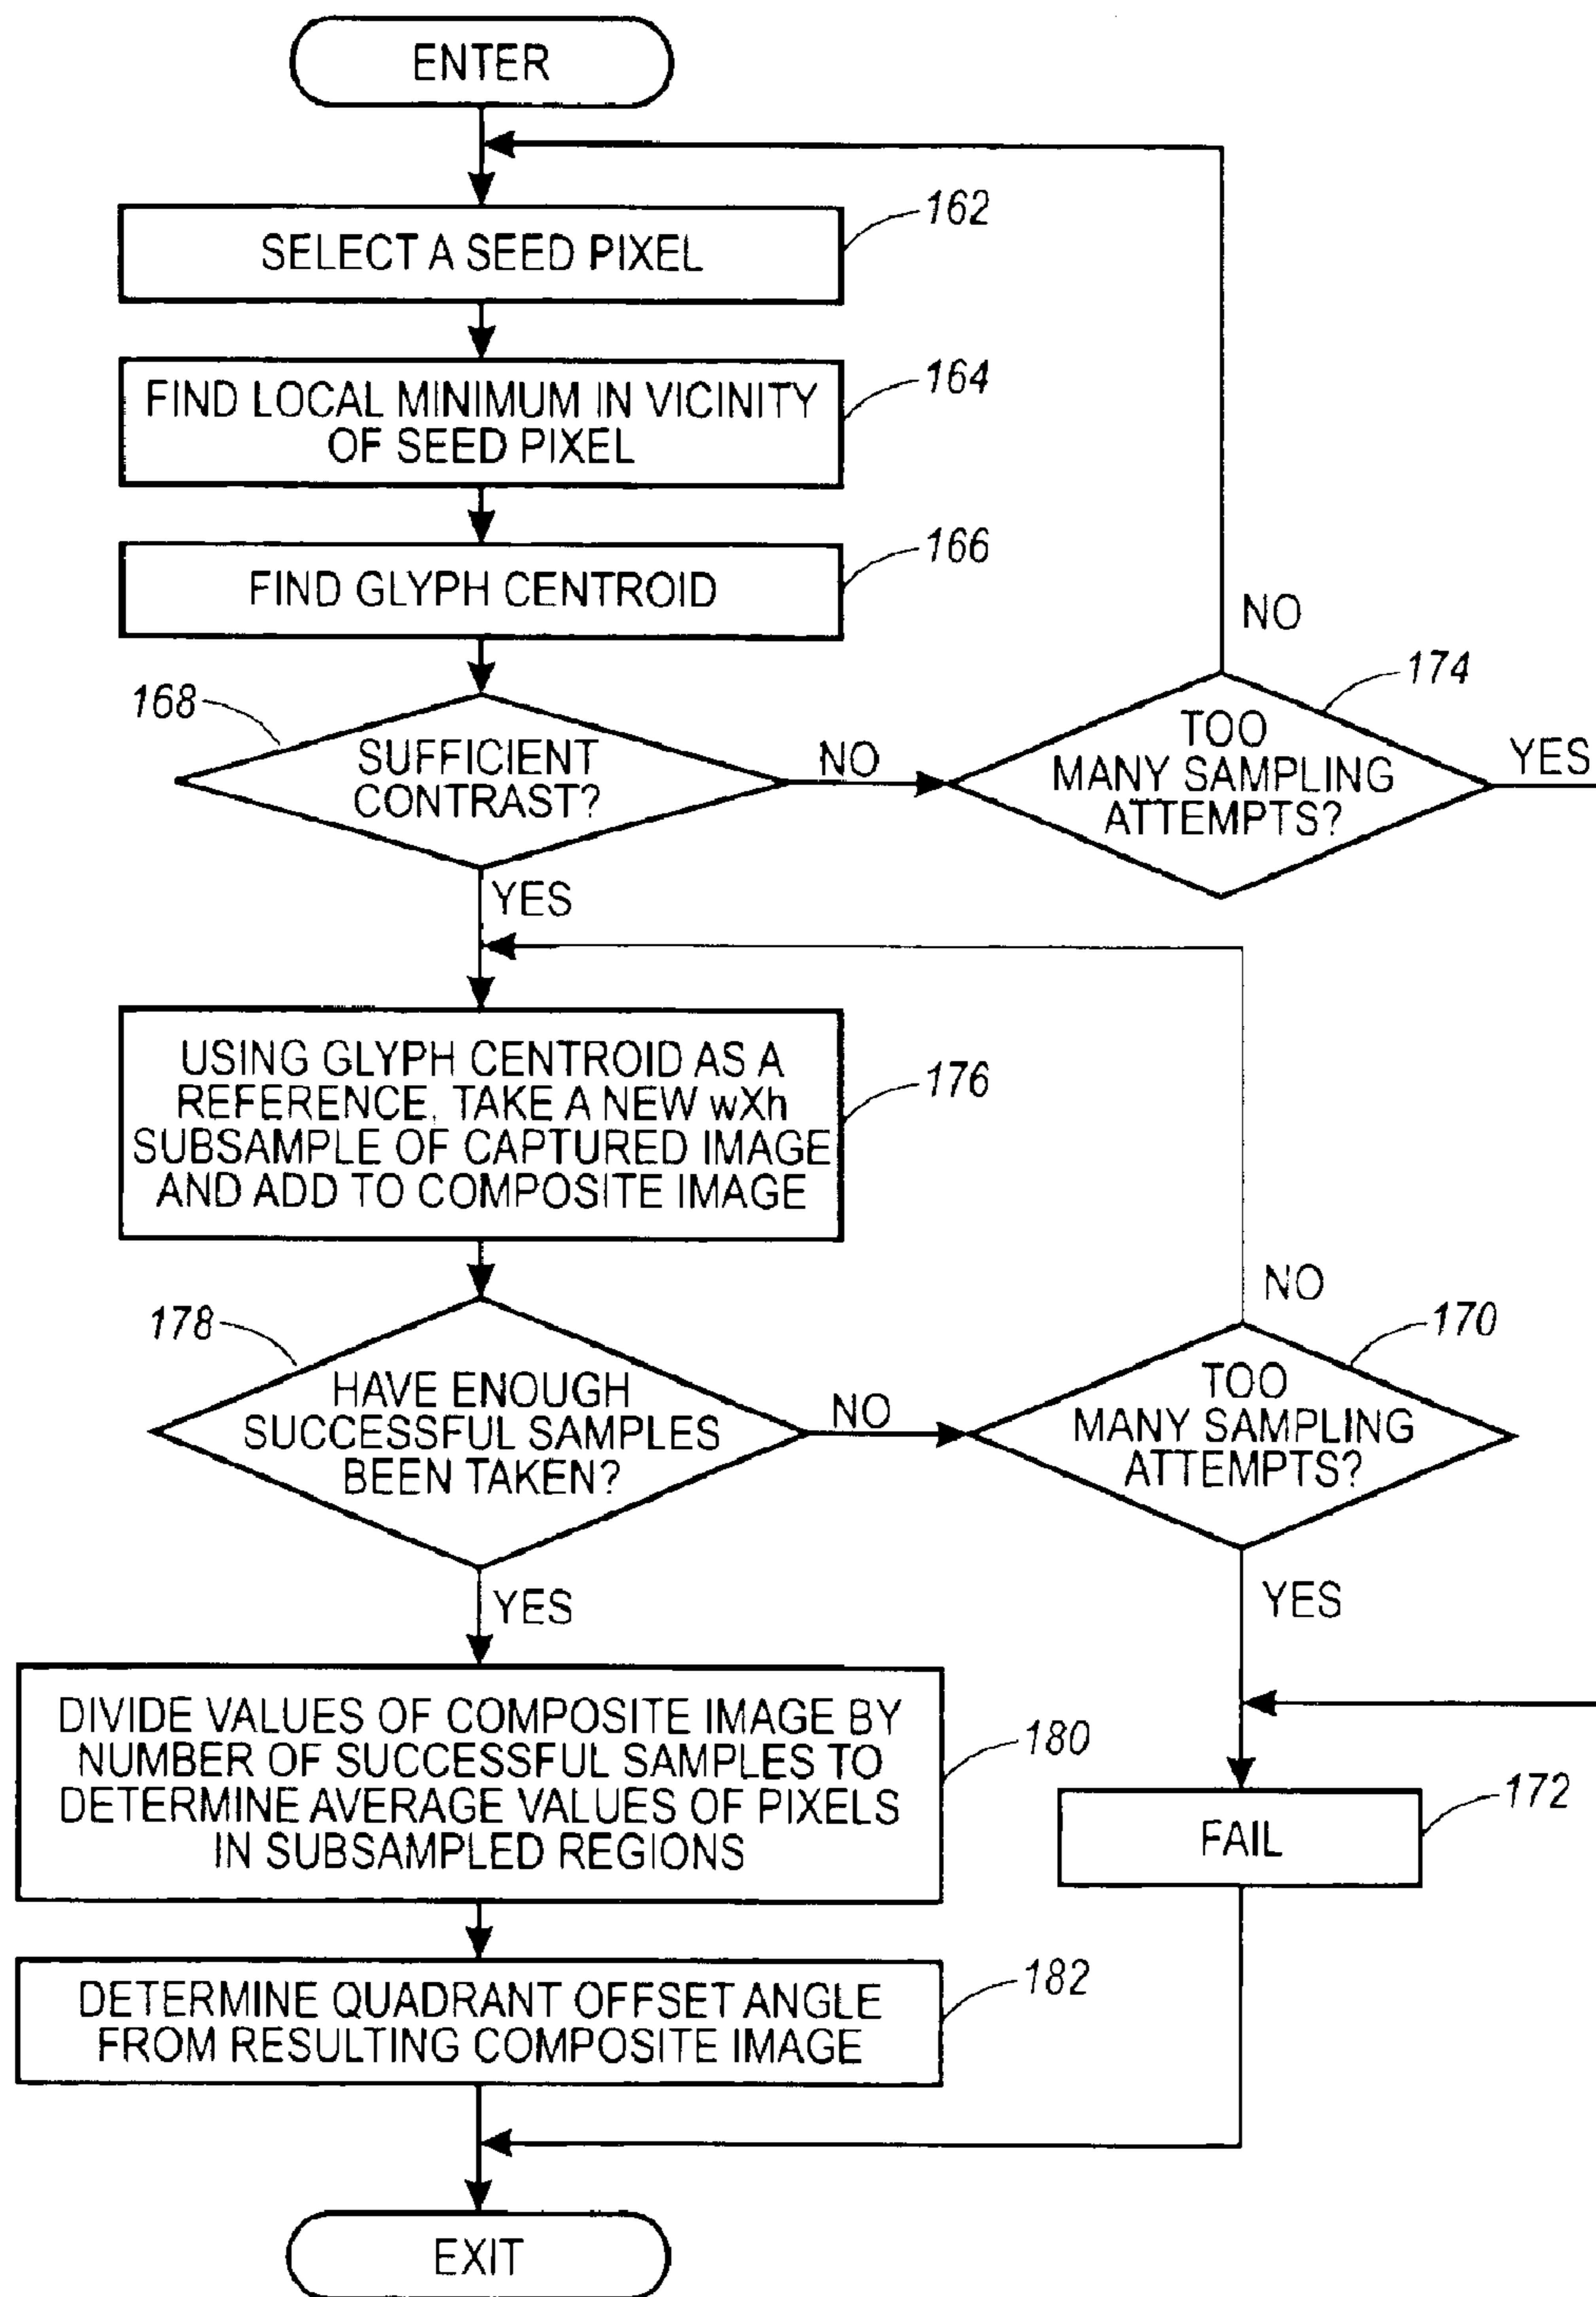 ENTER
162
SELECT A SEED PIXEL
164
FIND LOCAL MINIMUM IN VICINITY
OF SEED PIXEL
166
FIND GLYPH CENTROID
NO
174
168
SUFFICIENT
CONTRAST?
NO
TOO
MANY SAMPLING
ATTEMPTS?
YES
YES
USING GLYPH CENTROID AS A
REFERENCE, TAKE A NEW wXh
SUBSAMPLE OF CAPTURED IMAGE
AND ADD TO COMPOSITE IMAGE
176
NO
178
170
HAVE ENOUGH
SUCCESSFUL SAMPLES
BEEN TAKEN?
NO
TOO
MANY SAMPLING
ATTEMPTS?
YES
YES
DIVIDE VALUES OF COMPOSITE IMAGE BY
NUMBER OF SUCCESSFUL SAMPLES TO
DETERMINE AVERAGE VALUES OF PIXELS
IN SUBSAMPLED REGIONS
180
172
FAIL
182
DETERMINE QUADRANT OFFSET ANGLE
FROM RESULTING COMPOSITE IMAGE
EXIT